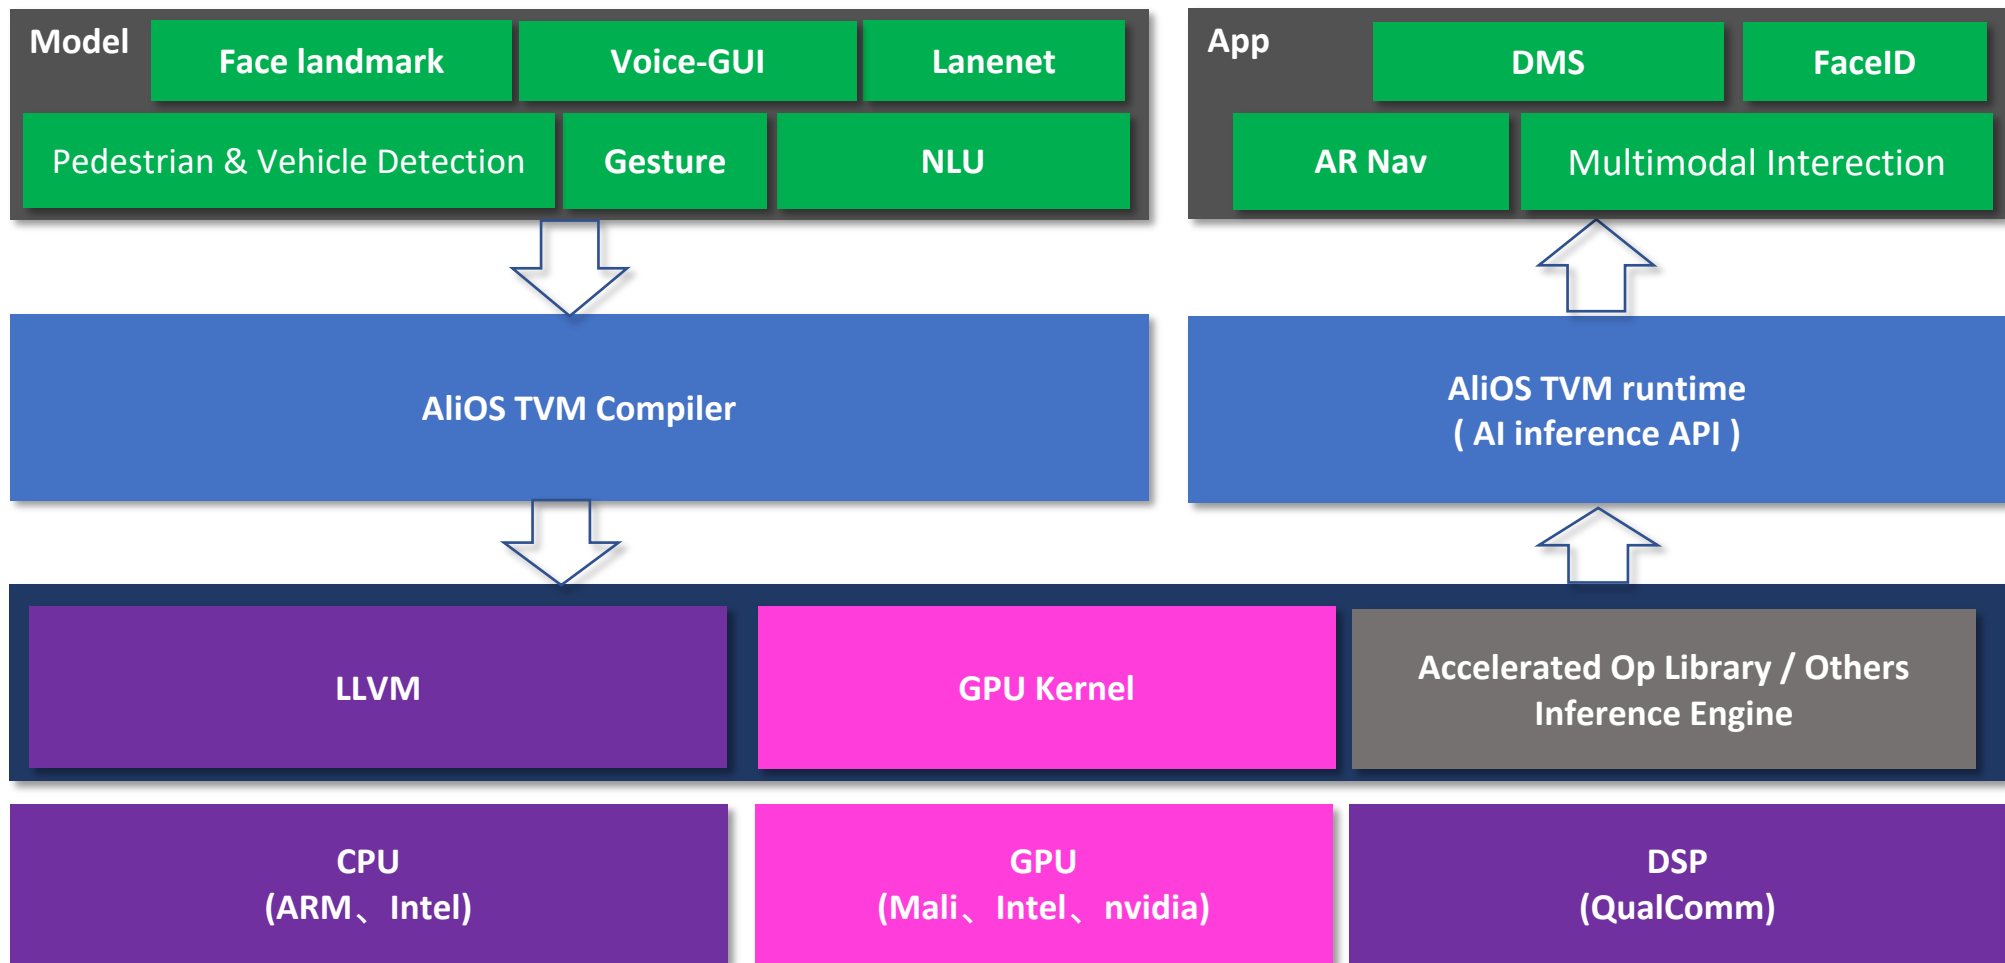 Model
Face landmark
Voice-GUI
Lanenet
Pedestrian & Vehicle Detection
Gesture
NLU
App
DMS
FaceID
AR Nav
Multimodal Interection
AliOS TVM Compiler
AliOS TVM runtime
( AI inference API )
LLVM
GPU Kernel
Accelerated Op Library / Others
Inference Engine
CPU
(ARM、Intel)
GPU
(Mali、Intel、nvidia)
DSP
(QualComm)